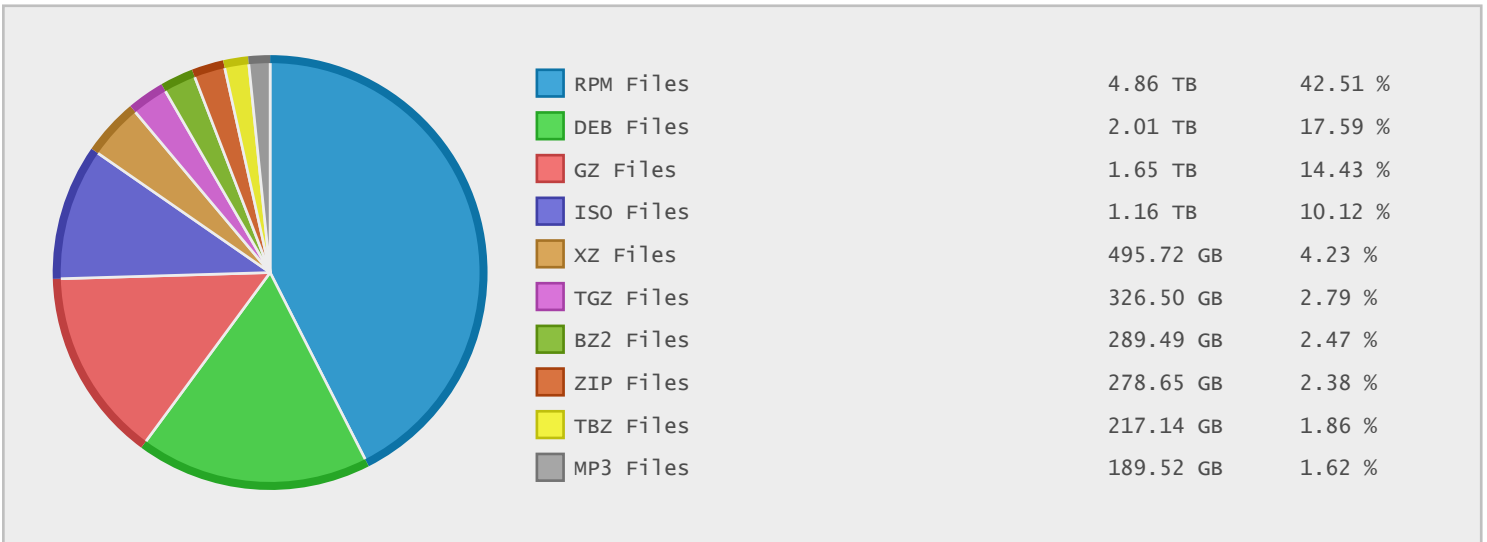 RPM Files 4.86 TB 42.51 %
DEB Files 2.01 TB 17.59 %
GZ Files 1.65 TB 14.43 %
ISO Files 1.16 TB 10.12 %
XZ Files 495.72 GB 4.23 %
TGZ Files 326.50 GB 2.79 %
BZ2 Files 289.49 GB 2.47 %
ZIP Files 278.65 GB 2.38 %
TBZ Files 217.14 GB 1.86 %
MP3 Files 189.52 GB 1.62 %